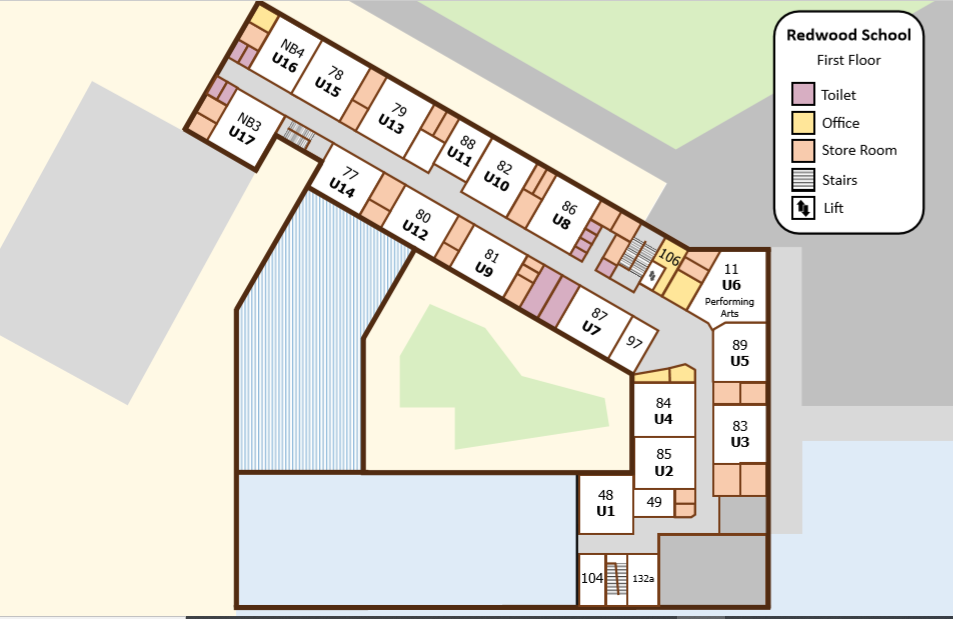 Redwood School
First Floor
Toilet
Office
Store Room
Stairs
Lift
NB4
U16
78
U15
79
U13
88
U11
82
U10
86
U8
106
11
U6
Performing
Arts
NB3
U17
77
U14
80
U12
81
U9
87
U7
97
89
U5
84
U4
83
U3
85
U2
48
U1
49
104
132a